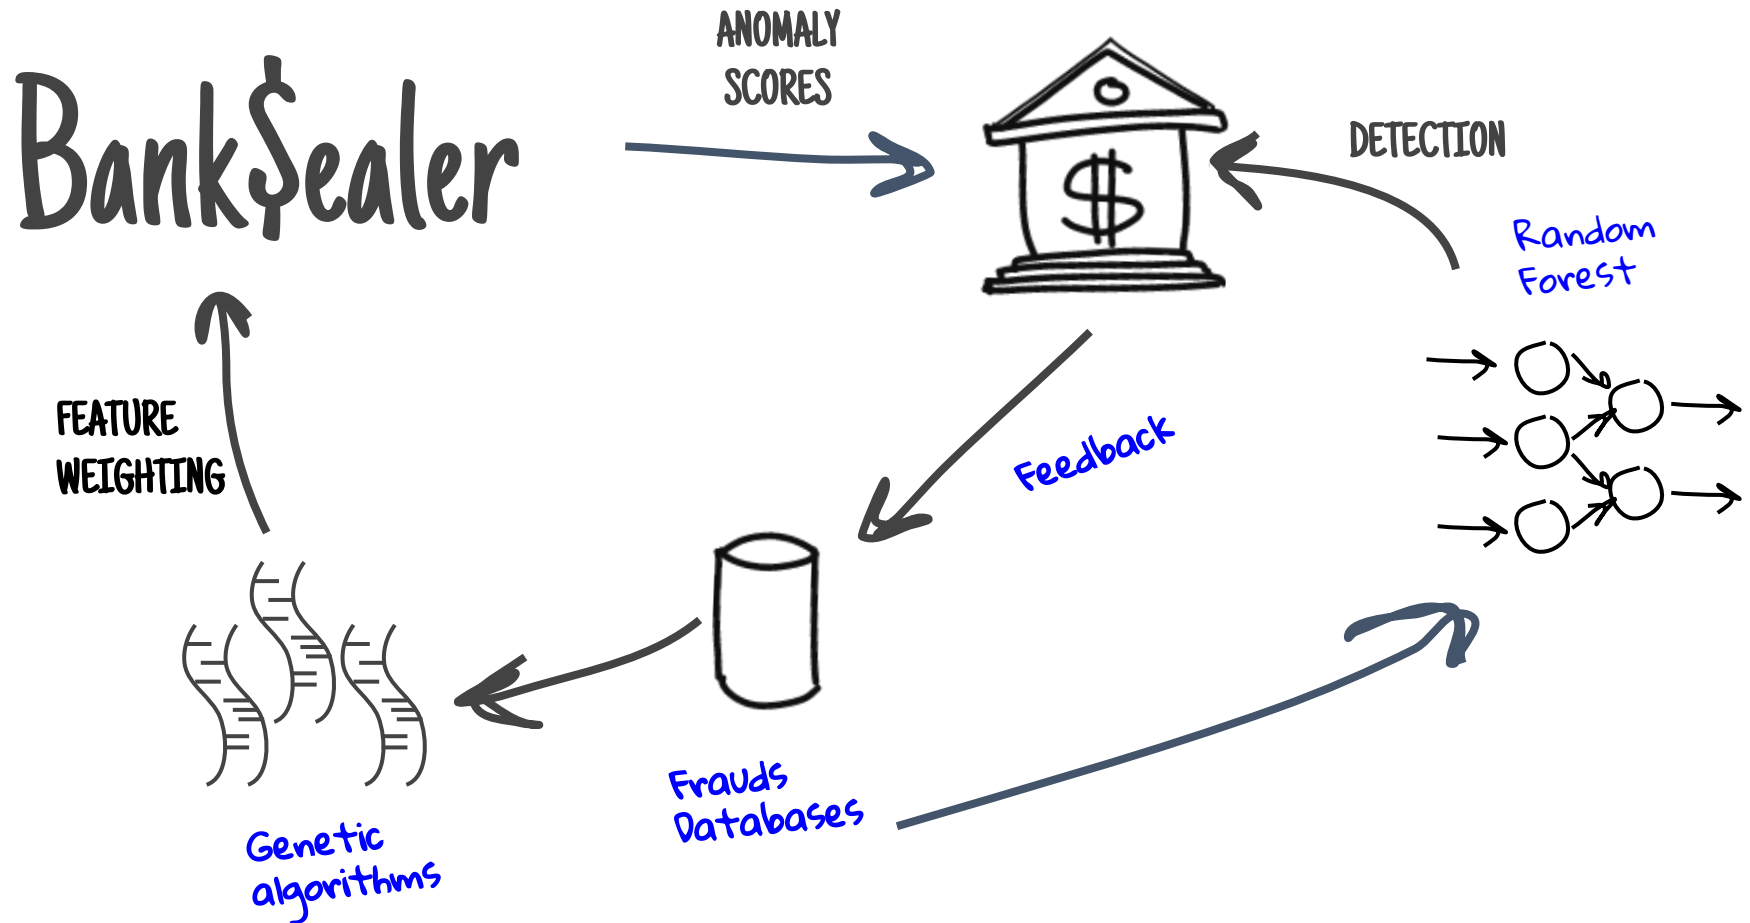 ANOMALY
SCORES
Bank$ealer
DETECTION
Random
Forest
FEATURE
WEIGHTING
Feedback
Frauds
Databases
Genetic
algorithms